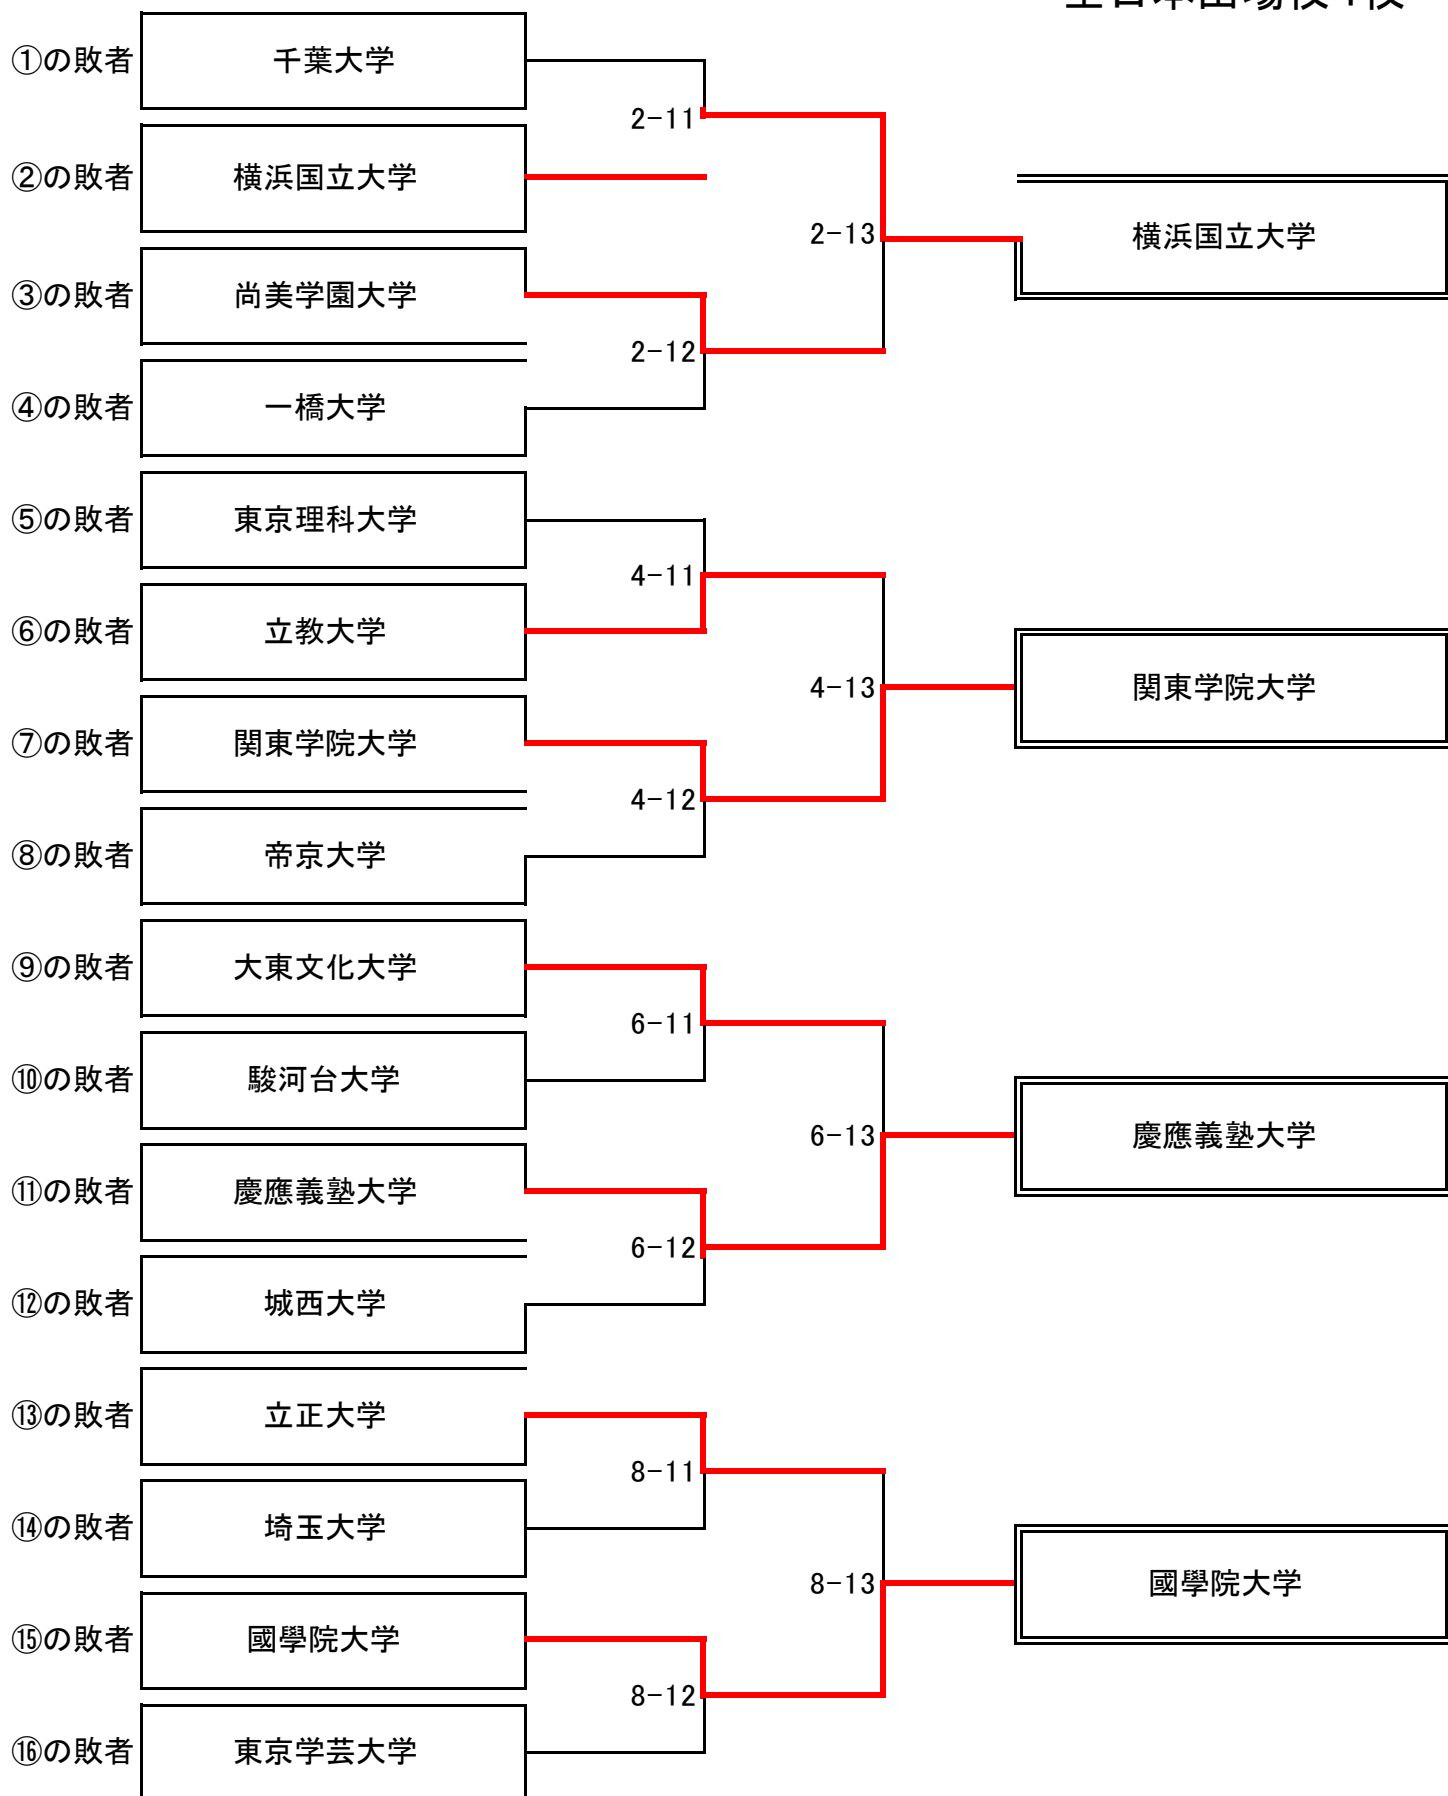 ①の敗者 千葉大学
2-11
②の敗者 横浜国立大学
2-13 横浜国立大学
③の敗者 尚美学園大学
2-12
④の敗者 一橋大学
⑤の敗者 東京理科大学
4-11
⑥の敗者 立教大学
4-13 関東学院大学
⑦の敗者 関東学院大学
4-12
⑧の敗者 帝京大学
⑨の敗者 大東文化大学
6-11
⑩の敗者 駿河台大学
6-13 慶應義塾大学
⑪の敗者 慶應義塾大学
6-12
⑫の敗者 城西大学
⑬の敗者 立正大学
8-11
⑭の敗者 埼玉大学
8-13 國學院大学
⑮の敗者 國學院大学
8-12
⑯の敗者 東京学芸大学